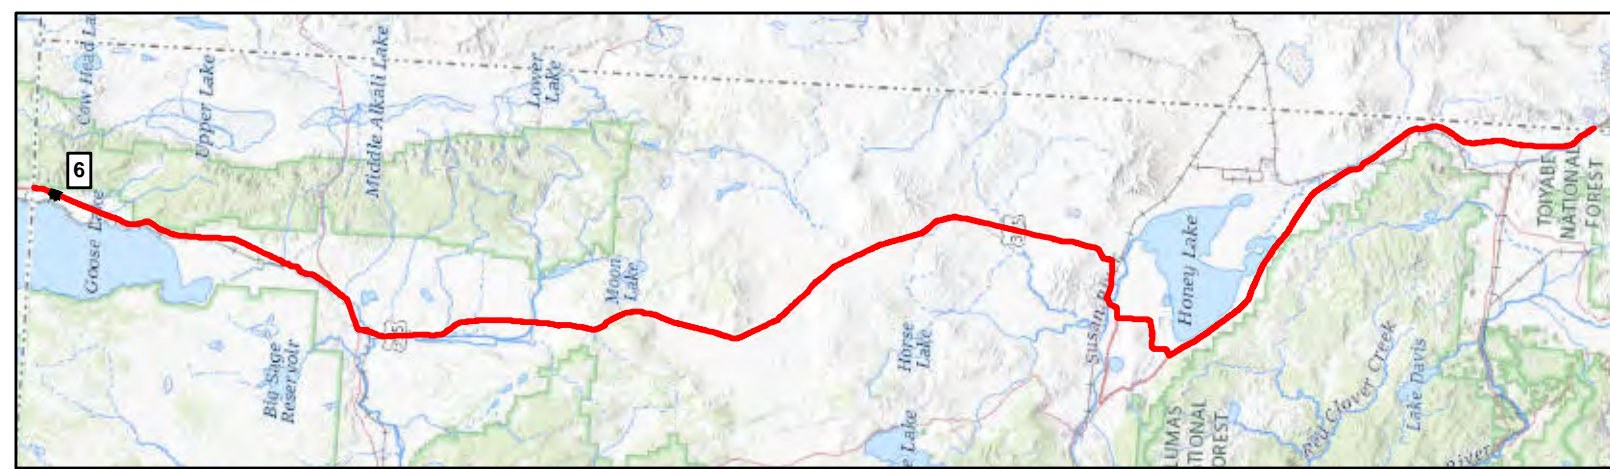 Cow Head La
Upper Lake
Middle Alkali Lake
Lower
Lake
6
Goose Lake
Moon
Lake
Big Sage
Reservoir
395
Horse
Lake
e Lake
Susan
Honey Lake
TOIYABE
NATIONAL
FOREST
Red Clover Creek
Lake Davis
LUMAS
TIONAL
OREST
River